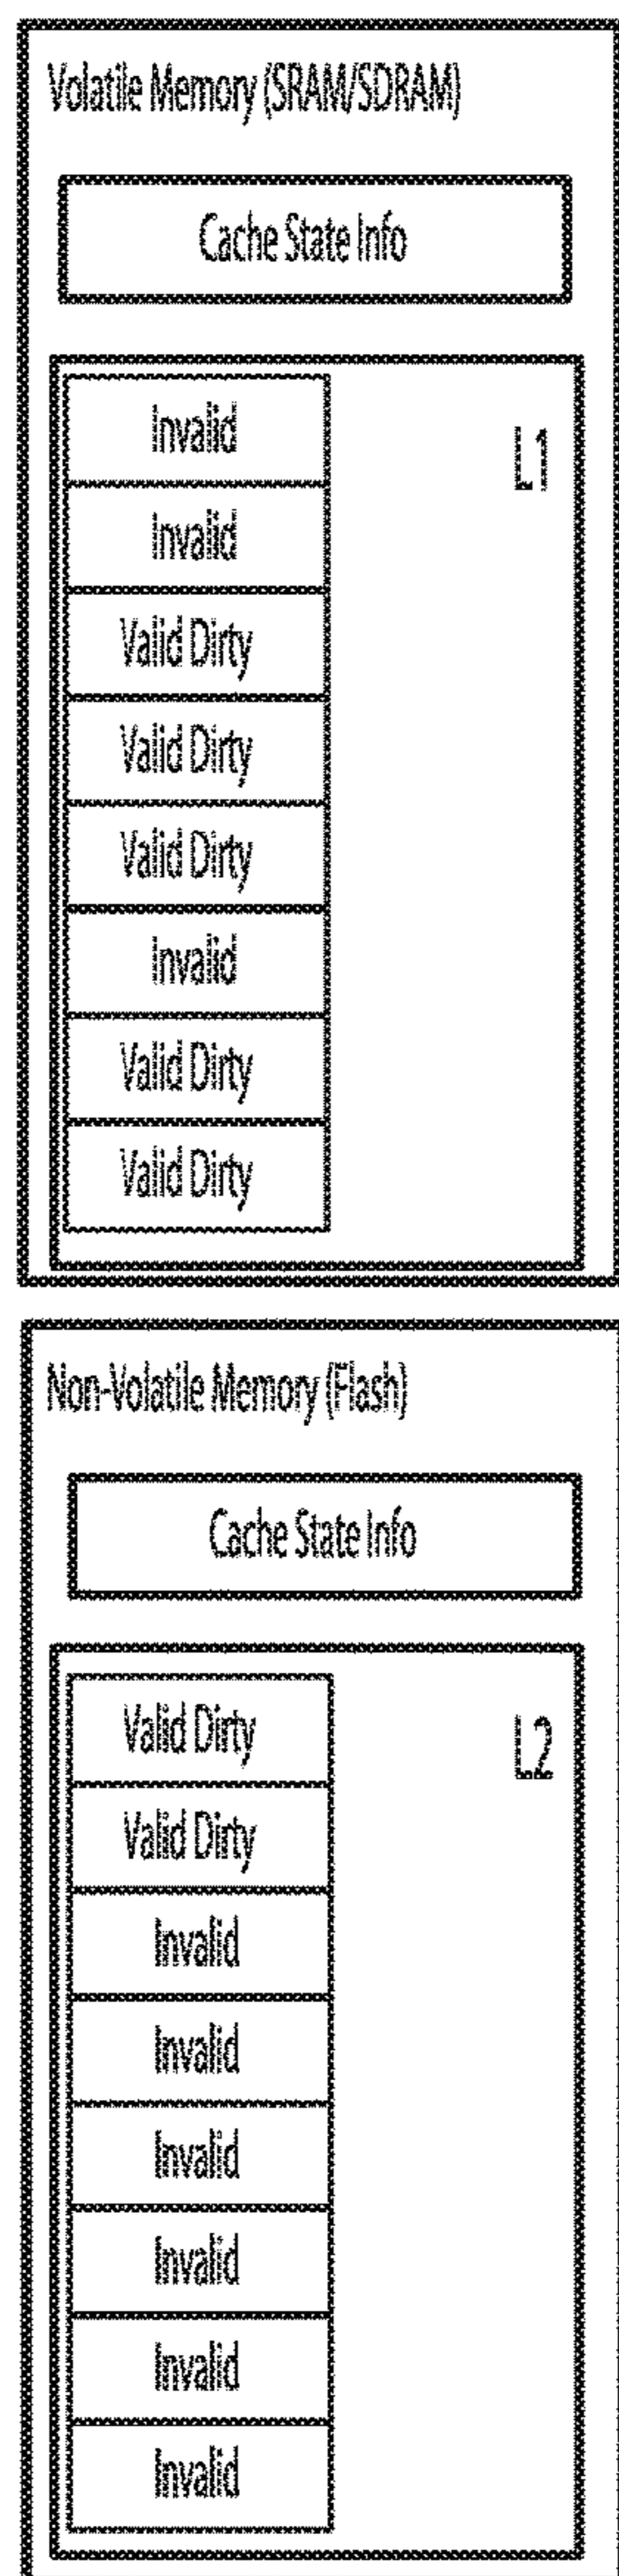 Volatile Memory (SRAM/SDRAM)
Cache State Info
L1
Invalid
Invalid
Valid Dirty
Valid Dirty
Valid Dirty
Invalid
Valid Dirty
Valid Dirty
Non-Volatile Memory (Flash)
Cache State Info
L2
Valid Dirty
Valid Dirty
Invalid
Invalid
Invalid
Invalid
Invalid
Invalid